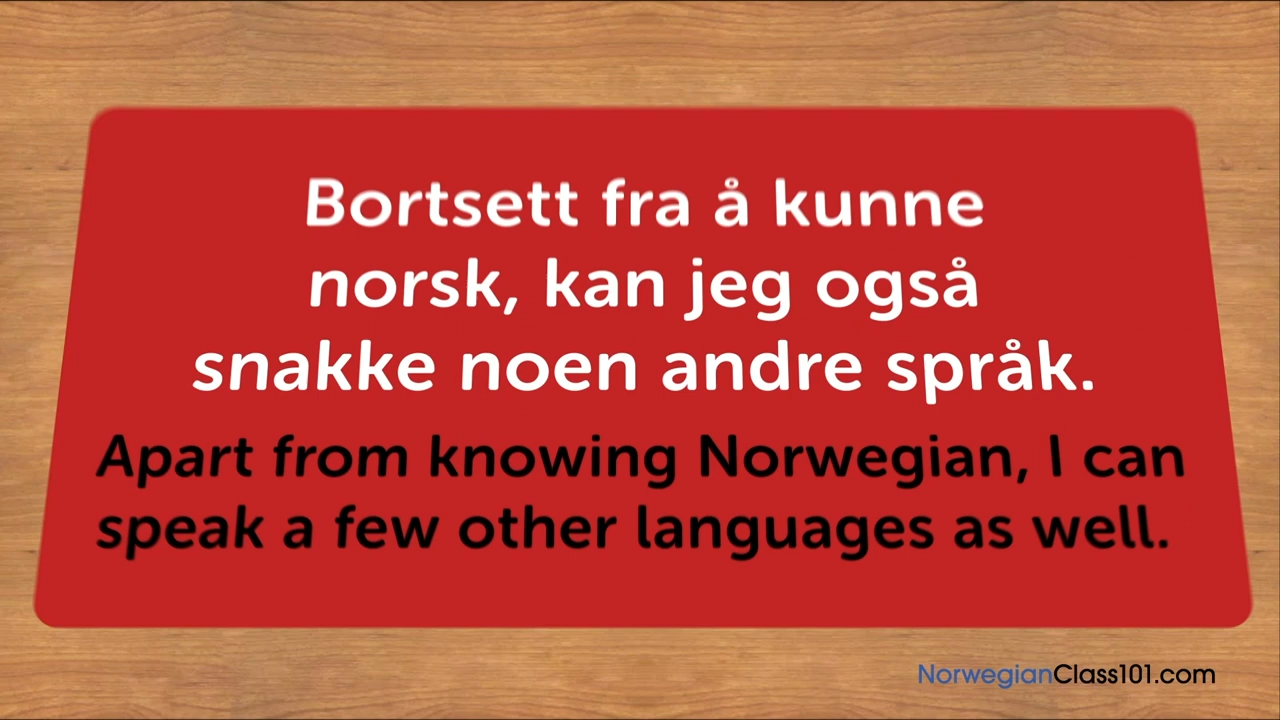 Bortsett fra å kunne
norsk, kan jeg også
snakke noen andre språk.
Apart from knowing Norwegian, I can
speak a few other languages as well.
NorwegianClass101.com